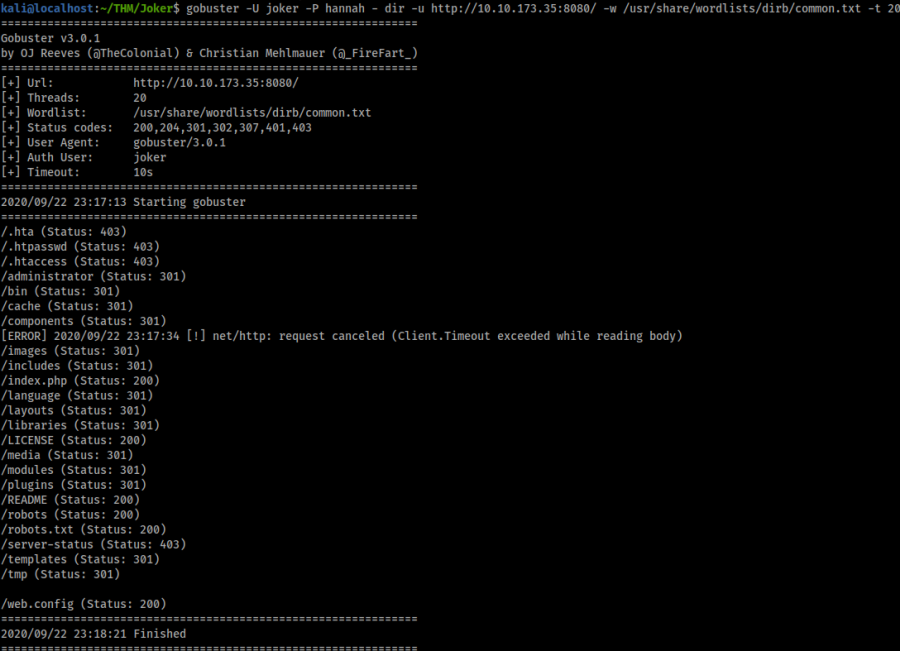 kali@localhost:~/THM/Joker$ gobuster -U joker -P hannah - dir -u http://10.10.173.35:8080/ -w /usr/share/wordlists/dirb/common.txt -t 20
===============================================================
Gobuster v3.0.1
by OJ Reeves (@TheColonial) & Christian Mehlmauer (@_FireFart_)
===============================================================
[+] Url:            http://10.10.173.35:8080/
[+] Threads:        20
[+] Wordlist:       /usr/share/wordlists/dirb/common.txt
[+] Status codes:   200,204,301,302,307,401,403
[+] User Agent:     gobuster/3.0.1
[+] Auth User:      joker
[+] Timeout:        10s
===============================================================
2020/09/22 23:17:13 Starting gobuster
===============================================================
/.hta (Status: 403)
/.htpasswd (Status: 403)
/.htaccess (Status: 403)
/administrator (Status: 301)
/bin (Status: 301)
/cache (Status: 301)
/components (Status: 301)
[ERROR] 2020/09/22 23:17:34 [!] net/http: request canceled (Client.Timeout exceeded while reading body)
/images (Status: 301)
/includes (Status: 301)
/index.php (Status: 200)
/language (Status: 301)
/layouts (Status: 301)
/libraries (Status: 301)
/LICENSE (Status: 200)
/media (Status: 301)
/modules (Status: 301)
/plugins (Status: 301)
/README (Status: 200)
/robots (Status: 200)
/robots.txt (Status: 200)
/server-status (Status: 403)
/templates (Status: 301)
/tmp (Status: 301)
/web.config (Status: 200)
===============================================================
2020/09/22 23:18:21 Finished
===============================================================